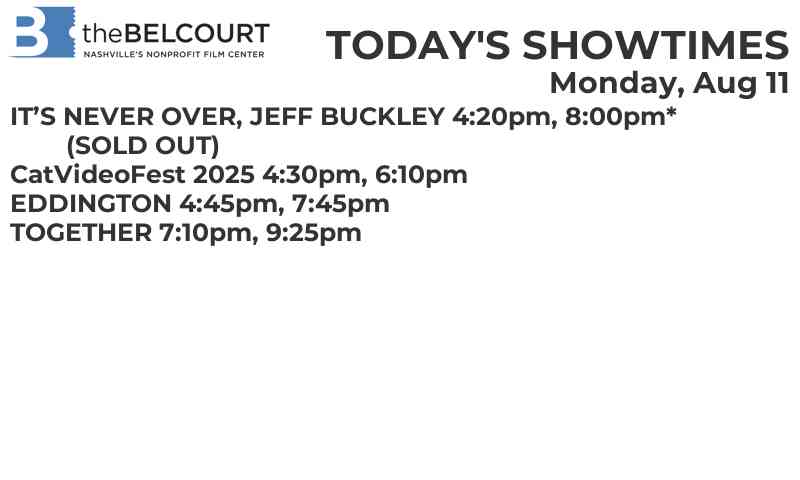 B theBELCOURT
NASHVILLE'S NONPROFIT FILM CENTER
TODAY'S SHOWTIMES
Monday, Aug 11
IT’S NEVER OVER, JEFF BUCKLEY 4:20pm, 8:00pm*
(SOLD OUT)
CatVideoFest 2025 4:30pm, 6:10pm
EDDINGTON 4:45pm, 7:45pm
TOGETHER 7:10pm, 9:25pm